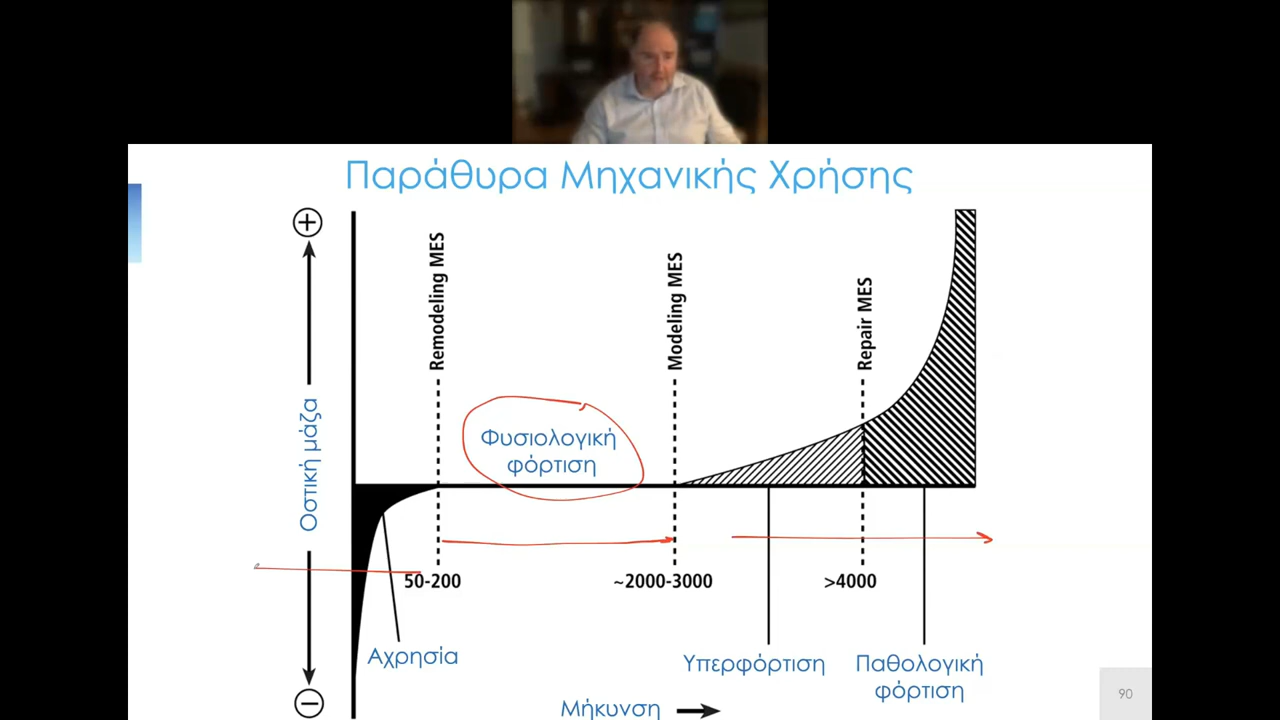 Παράθυρα Μηχανικής Χρήσης
+
Remodeling MES
Modeling MES
Repair MES
Οστική μάζα
Φυσιολογική
φόρτιση
50-200
~2000-3000
>4000
Αχρησία
Υπερφόρτιση
Παθολογική
φόρτιση
−
Μήκυνση
90